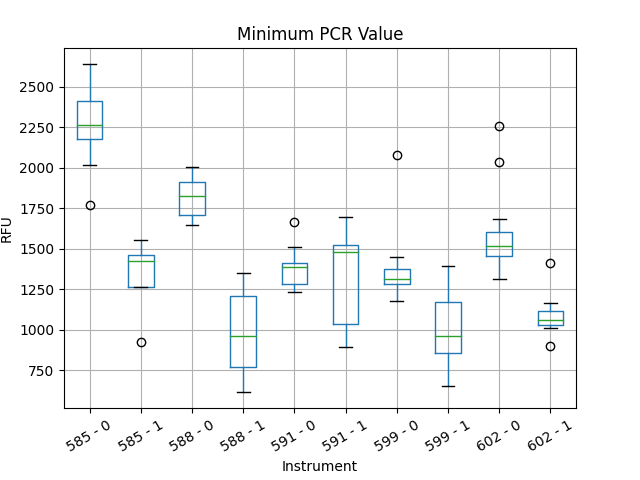 Minimum PCR Value
2500
2250
2000
1750
1500
1250
1000
750
RFU
585 - 0
585 - 1
588 - 0
588 - 1
591 - 0
591 - 1
599 - 0
599 - 1
602 - 0
602 - 1
Instrument